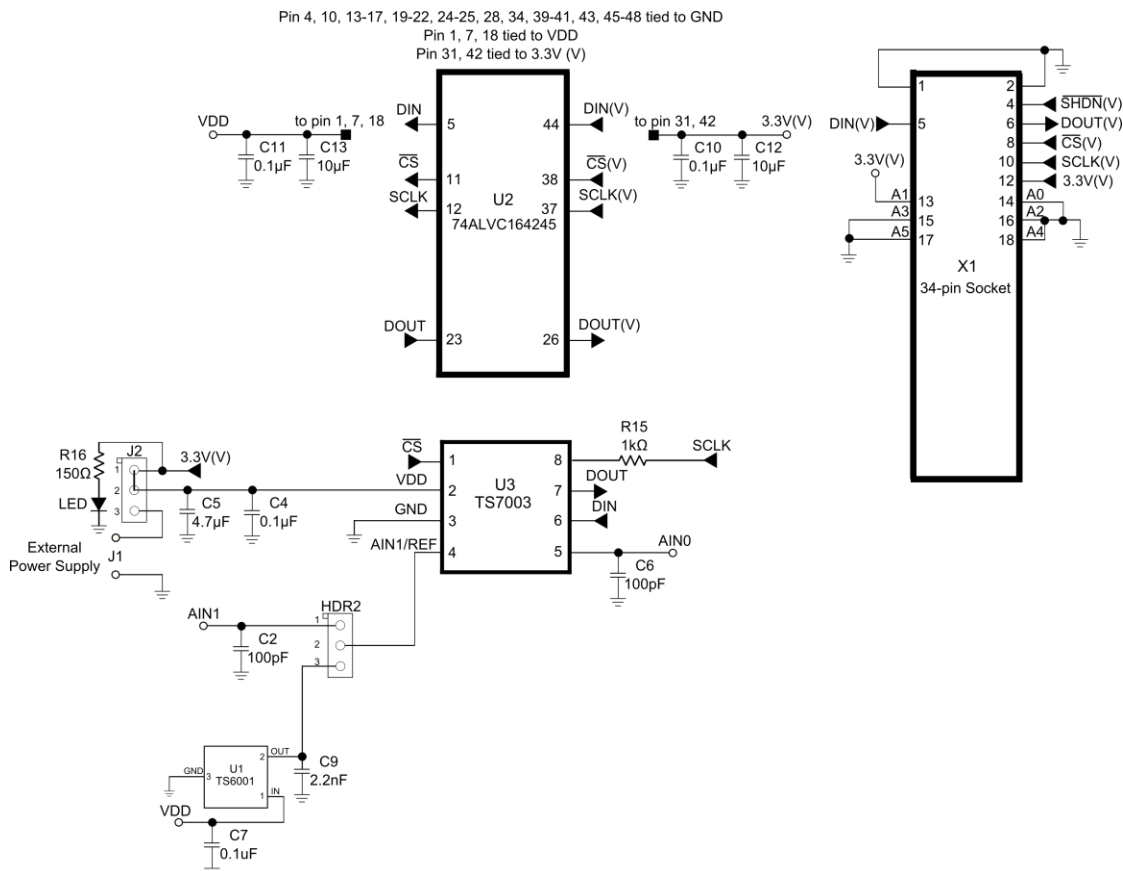 Pin 4, 10, 13-17, 19-22, 24-25, 28, 34, 39-41, 43, 45-48 tied to GND
Pin 1, 7, 18 tied to VDD
Pin 31, 42 tied to 3.3V (V)
VDD
to pin 1, 7, 18
C11
0.1µF
C13
10µF
DIN
5
CS
11
SCLK
12
U2
74ALVC164245
44
DIN(V)
38
CS(V)
37
SCLK(V)
DOUT
23
26
DOUT(V)
to pin 31, 42
3.3V(V)
C10
0.1µF
C12
10µF
1
2
4
SHDN(V)
DIN(V)
5
6
DOUT(V)
8
CS(V)
10
SCLK(V)
3.3V(V)
12
3.3V(V)
A1
13
14
A0
A3
15
16
A2
A5
17
18
A4
X1
34-pin Socket
R16
150Ω
LED
J2
1
2
3
3.3V(V)
C5
4.7µF
C4
0.1µF
External
Power Supply
J1
CS
1
VDD
2
GND
3
AIN1/REF
4
U3
TS7003
8
R15
1kΩ
SCLK
7
DOUT
6
DIN
5
AIN0
C6
100pF
AIN1
C2
100pF
HDR2
1
2
3
U1
TS6001
GND
3
2
OUT
1
IN
C9
2.2nF
VDD
C7
0.1uF